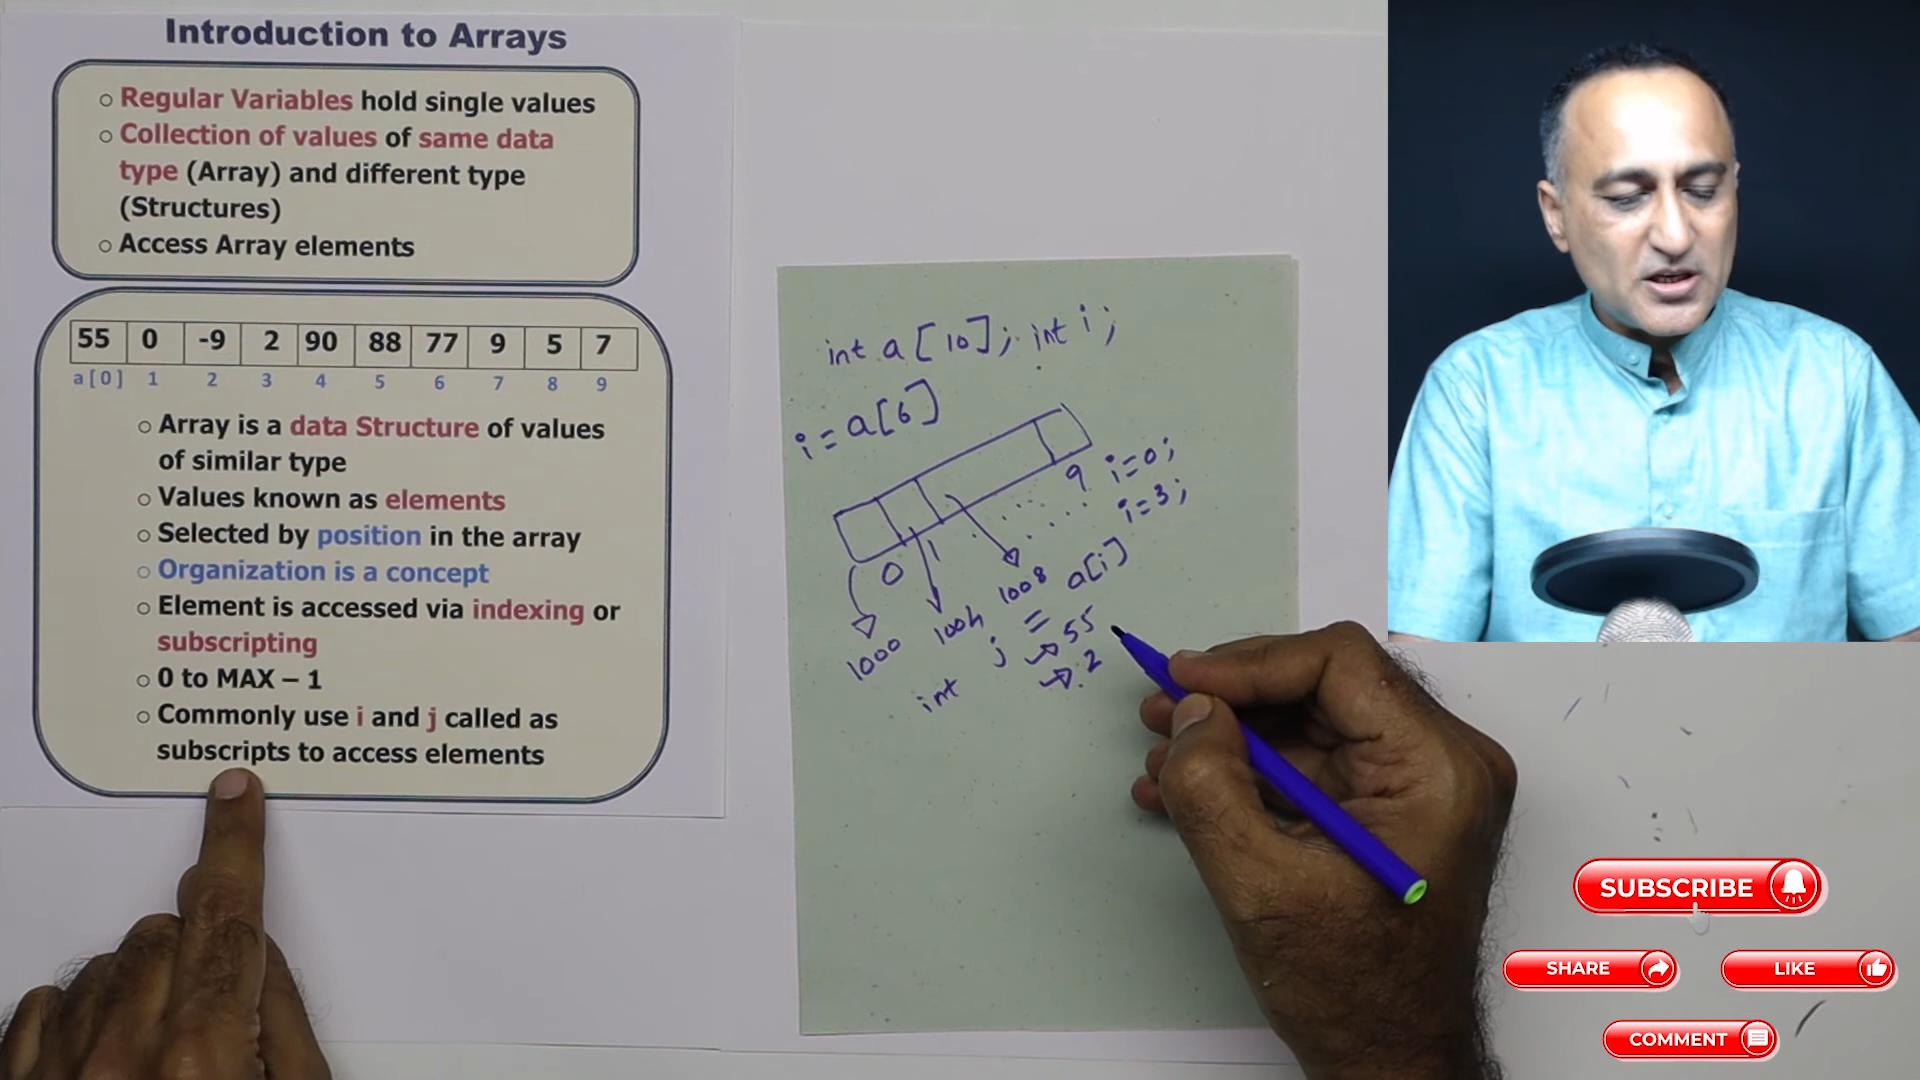 Introduction to Arrays
○ Regular Variables hold single values
○ Collection of values of same data
type (Array) and different type
(Structures)
○ Access Array elements
55 0 -9 2 90 88 77 9 5 7
a[0] 1 2 3 4 5 6 7 8 9
○ Array is a data Structure of values
of similar type
○ Values known as elements
○ Selected by position in the array
○ Organization is a concept
○ Element is accessed via indexing or
subscripting
○ 0 to MAX – 1
○ Commonly use i and j called as
subscripts to access elements
int a[10]; int i;
i = a[6]
0 1 9
i=0;
i=3;
1000 1004 1008
int j = a[i]
→ 55
→ 2
SUBSCRIBE
SHARE
LIKE
COMMENT